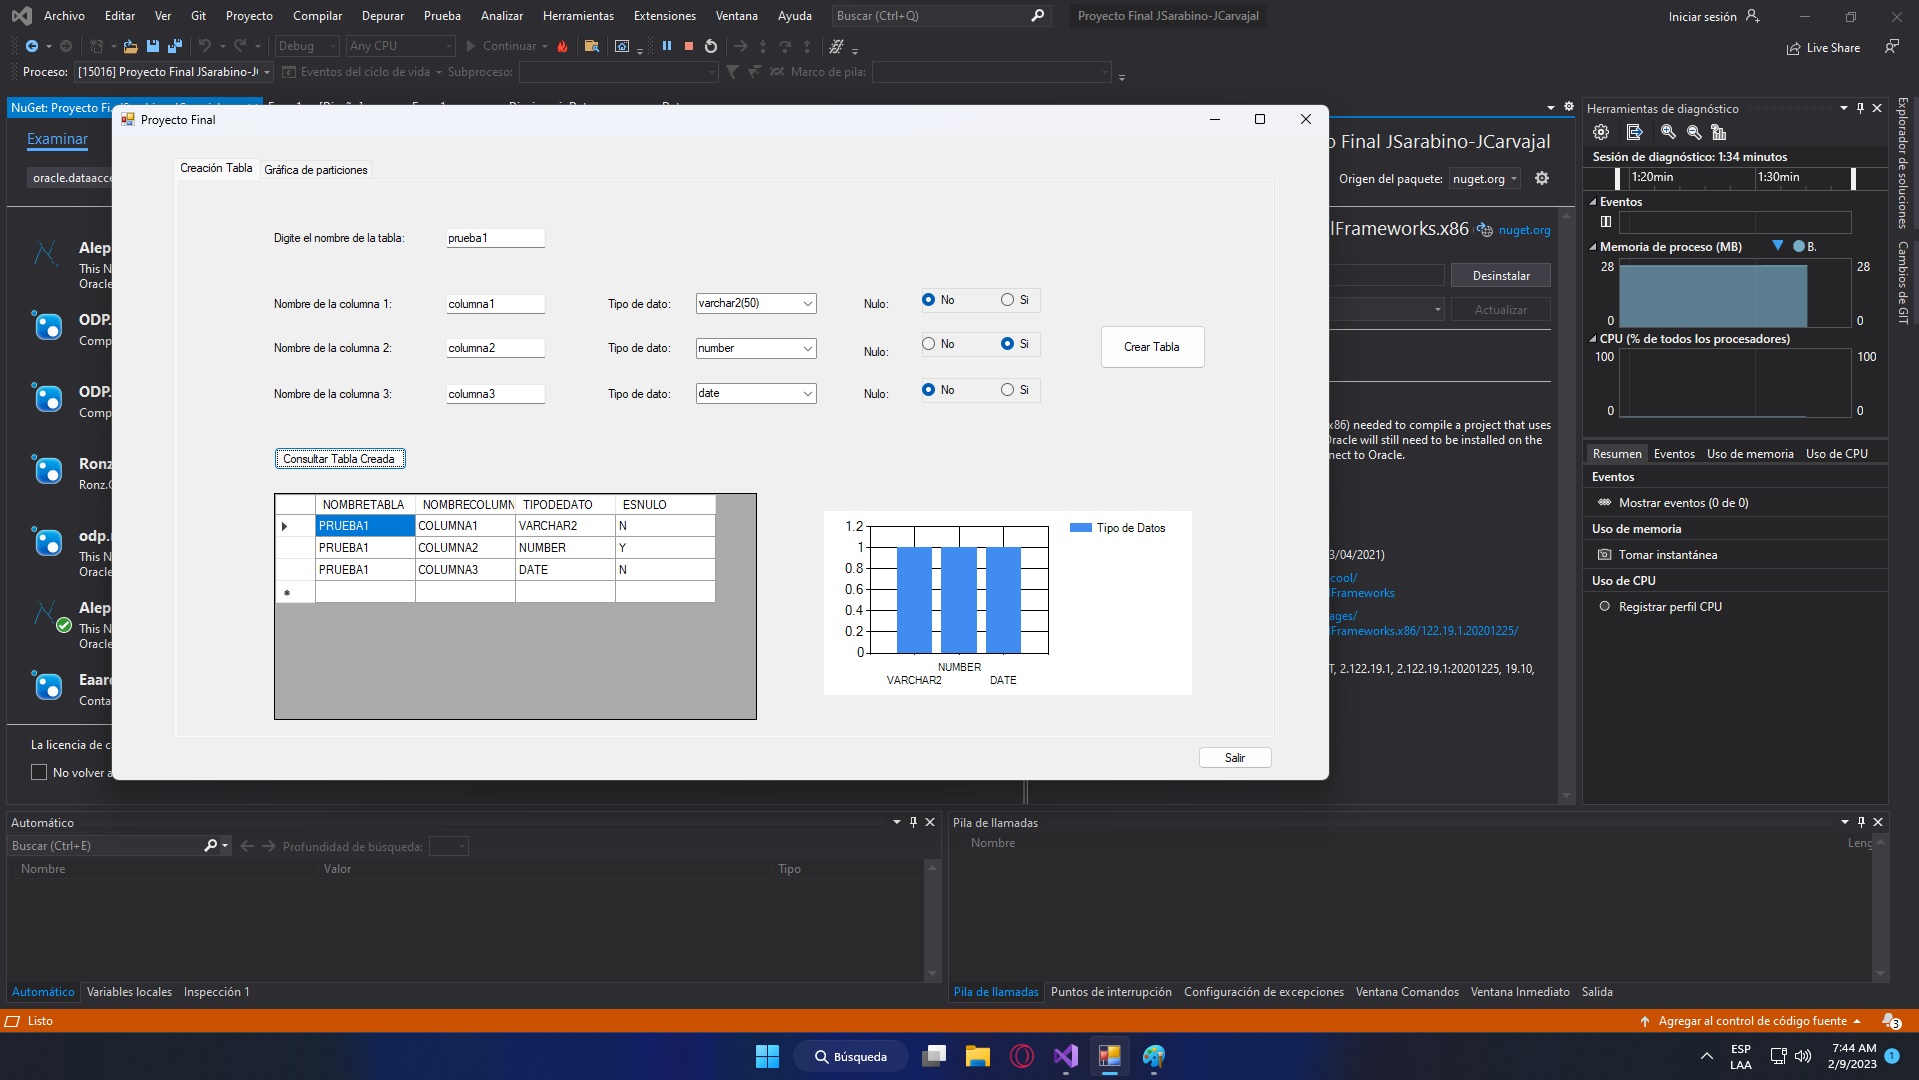 Archivo Editar Ver Git Proyecto Compilar Depurar Prueba Analizar Herramientas Extensiones Ventana Ayuda Buscar (Ctrl+Q) Proyecto Final JSarabino-JCarvajal Iniciar sesión
Debug Any CPU Continuar Live Share
Proceso: [15016] Proyecto Final JSarabino-J Eventos del ciclo de vida Subproceso: Marco de pila:
NuGet: Proyecto Fi
Examinar
oracle.dataacce
Alep
This N
Oracle
ODP.
Comp
ODP.
Comp
Ronz
Ronz.C
odp.
This N
Oracle
Alep
This N
Oracle
Eaar
Conta
La licencia de c
No volver a
Proyecto Final
Creación Tabla Gráfica de particiones
Digite el nombre de la tabla: prueba1
Nombre de la columna 1: columna1 Tipo de dato: varchar2(50) Nulo: No Si
Nombre de la columna 2: columna2 Tipo de dato: number Nulo: No Si
Nombre de la columna 3: columna3 Tipo de dato: date Nulo: No Si
Crear Tabla
Consultar Tabla Creada
NOMBRETABLA NOMBRECOLUMN TIPODEDATO ESNULO
PRUEBA1 COLUMNA1 VARCHAR2 N
PRUEBA1 COLUMNA2 NUMBER Y
PRUEBA1 COLUMNA3 DATE N
1.2
1
0.8
0.6
0.4
0.2
0
NUMBER
VARCHAR2 DATE
Tipo de Datos
Salir
o Final JSarabino-JCarvajal
Origen del paquete: nuget.org
lFrameworks.x86 nuget.org
Desinstalar
Actualizar
x86) needed to compile a project that uses
Oracle will still need to be installed on the
nect to Oracle.
3/04/2021)
cool/
lFrameworks
ages/
lFrameworks.x86/122.19.1.20201225/
T, 2.122.19.1, 2.122.19.1:20201225, 19.10,
Herramientas de diagnóstico
Sesión de diagnóstico: 1:34 minutos
1:20min 1:30min
Eventos
Memoria de proceso (MB) B.
28 28
0 0
CPU (% de todos los procesadores)
100 100
0 0
Resumen Eventos Uso de memoria Uso de CPU
Eventos
Mostrar eventos (0 de 0)
Uso de memoria
Tomar instantánea
Uso de CPU
Registrar perfil CPU
Explorador de soluciones
Cambios de GIT
Automático
Buscar (Ctrl+E) Profundidad de búsqueda:
Nombre Valor Tipo
Automático Variables locales Inspección 1
Pila de llamadas
Nombre Leng
Pila de llamadas Puntos de interrupción Configuración de excepciones Ventana Comandos Ventana Inmediato Salida
Listo Agregar al control de código fuente 3
Búsqueda
ESP
LAA
7:44 AM
2/9/2023
1